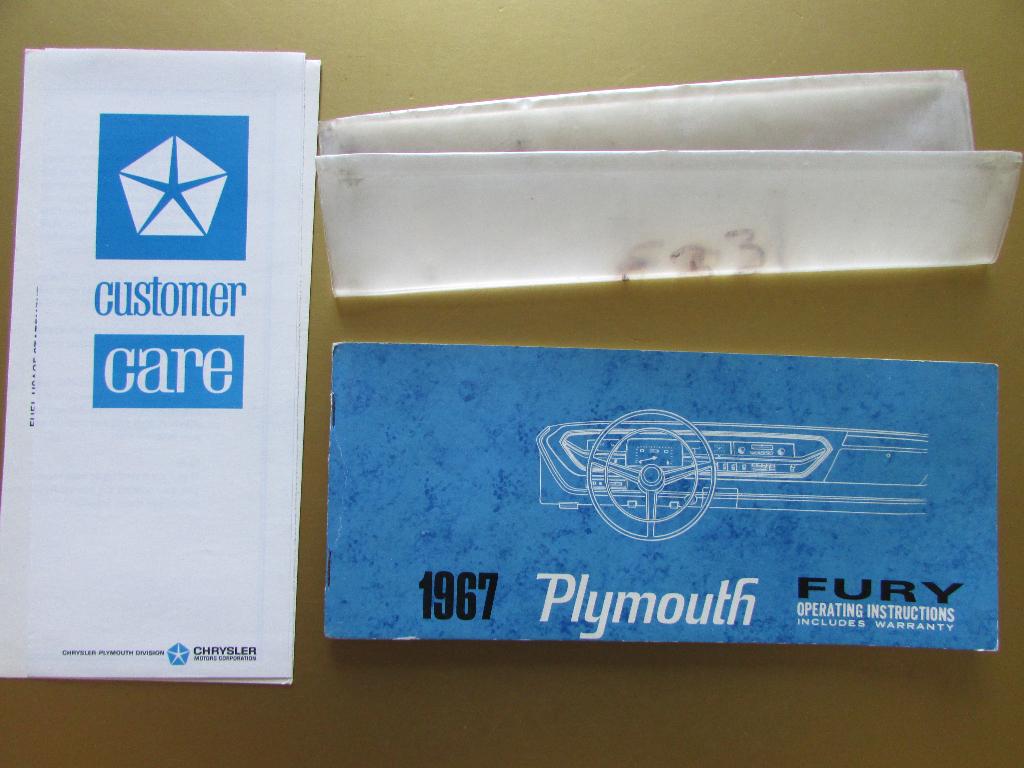 customer
care
CHRYSLER-PLYMOUTH DIVISION CHRYSLER
MOTORS CORPORATION
1967 Plymouth FURY
OPERATING INSTRUCTIONS
INCLUDES WARRANTY